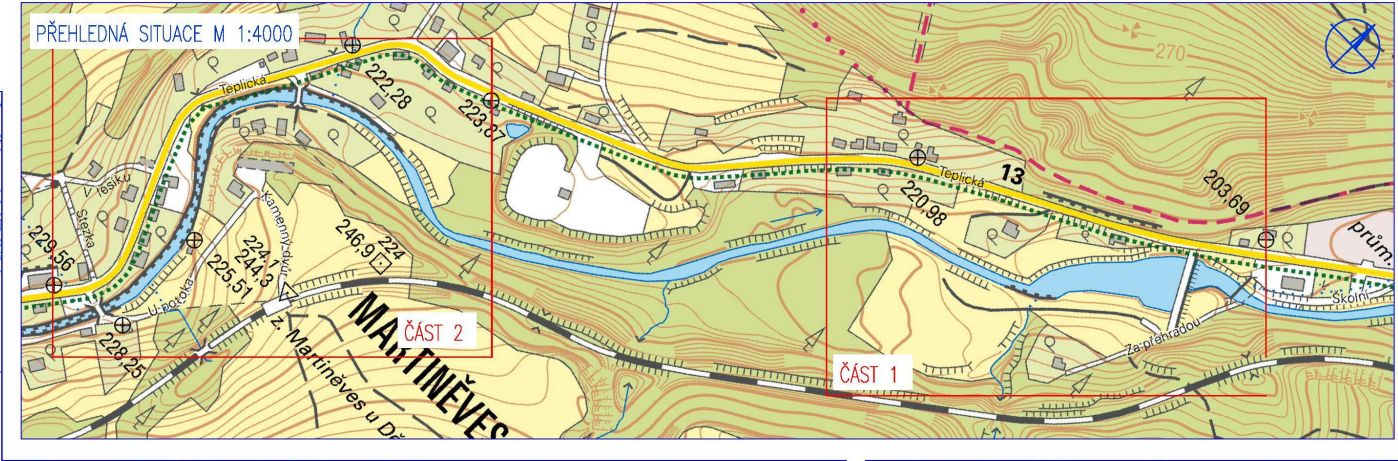 PŘEHLEDNÁ SITUACE M 1:4000
270
Teplická
222,28
223,87
13
Teplická
220,98
203,69
prům.
Stezka
229,56
Kamenný vrch
224,1
244,3
225,51
246,9
224
U potoka
228,25
MARTINĚVES
z. Martiněves u Dě
ČÁST 2
ČÁST 1
Za přehradou
Školní